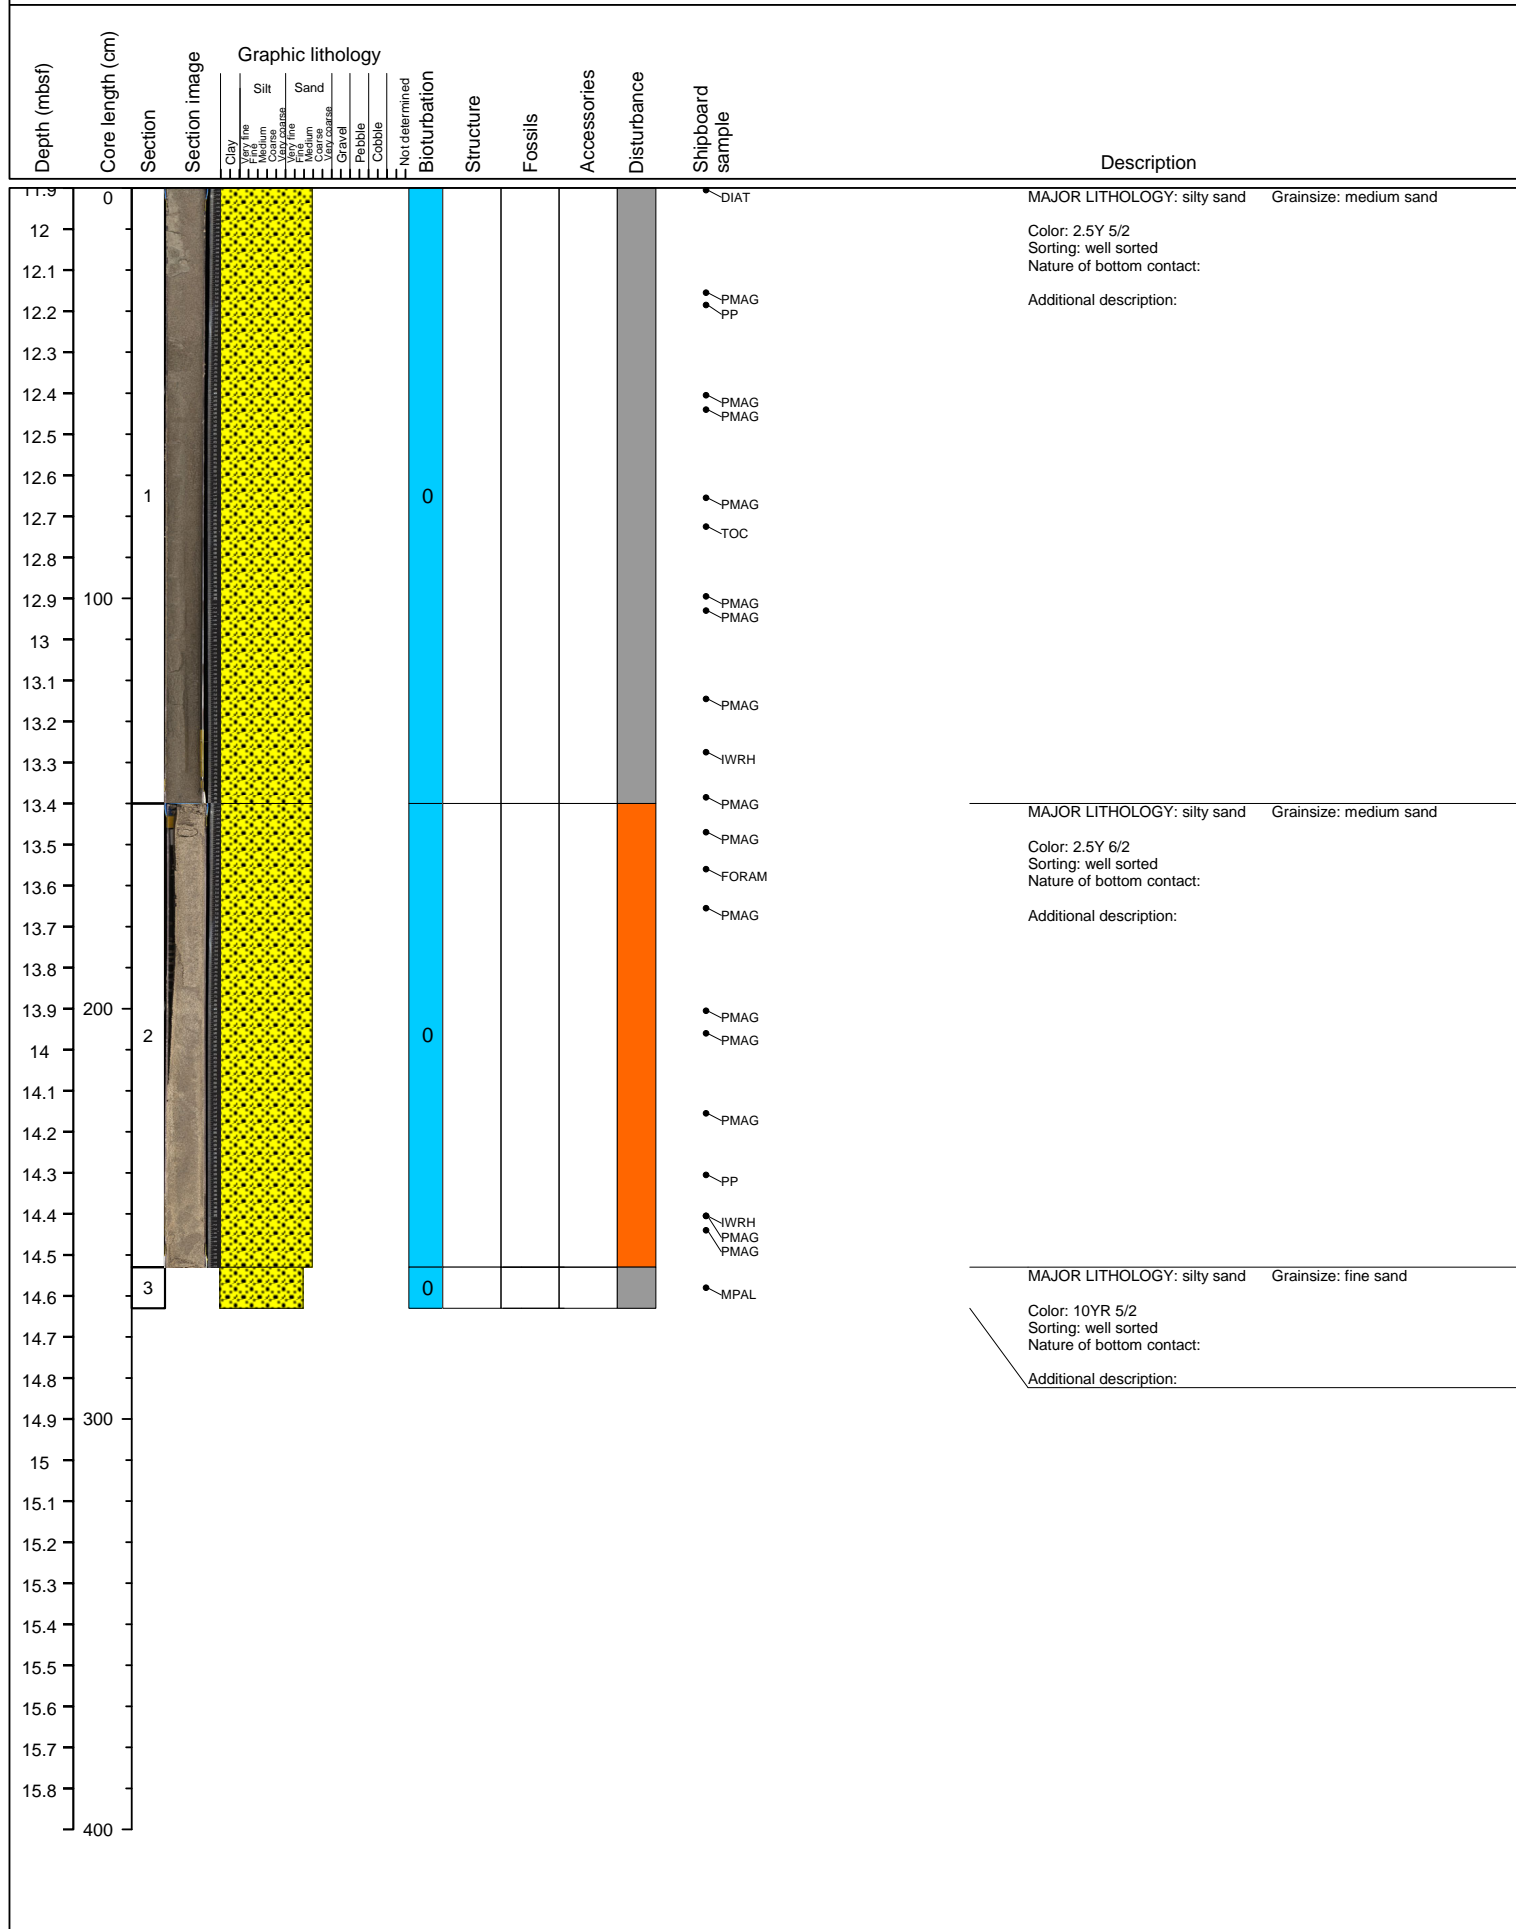 Depth (mbsf)
Core length (cm)
Section
Section image
Graphic lithology
Clay
Silt
Very fine
Fine
Medium
Coarse
Very coarse
Sand
Very fine
Fine
Medium
Coarse
Very coarse
Gravel
Pebble
Cobble
Not determined
Bioturbation
Structure
Fossils
Accessories
Disturbance
Shipboard
sample
Description
11.9
12
12.1
12.2
12.3
12.4
12.5
12.6
12.7
12.8
12.9
13
13.1
13.2
13.3
13.4
13.5
13.6
13.7
13.8
13.9
14
14.1
14.2
14.3
14.4
14.5
14.6
14.7
14.8
14.9
15
15.1
15.2
15.3
15.4
15.5
15.6
15.7
15.8
0
100
200
300
400
1
2
3
0
0
0
DIAT
PMAG
PP
PMAG
PMAG
PMAG
TOC
PMAG
PMAG
PMAG
IWRH
PMAG
PMAG
FORAM
PMAG
PMAG
PMAG
PMAG
PP
IWRH
PMAG
PMAG
MPAL
MAJOR LITHOLOGY: silty sand Grainsize: medium sand
Color: 2.5Y 5/2
Sorting: well sorted
Nature of bottom contact:
Additional description:
MAJOR LITHOLOGY: silty sand Grainsize: medium sand
Color: 2.5Y 6/2
Sorting: well sorted
Nature of bottom contact:
Additional description:
MAJOR LITHOLOGY: silty sand Grainsize: fine sand
Color: 10YR 5/2
Sorting: well sorted
Nature of bottom contact:
Additional description: